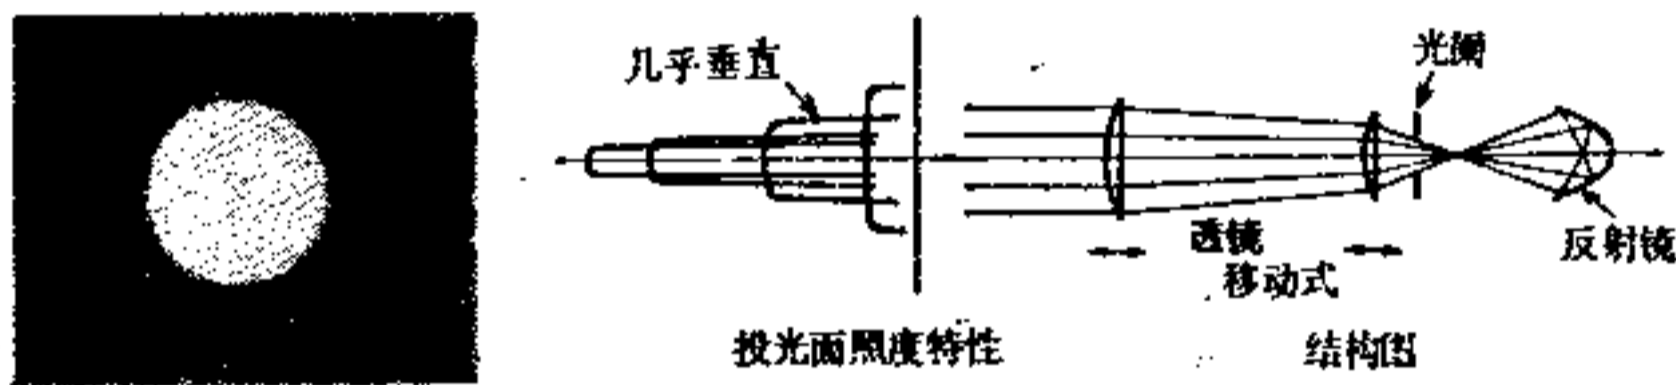 几乎垂直
光阑
透镜
移动式
反射镜
投光面照度特性
结构图